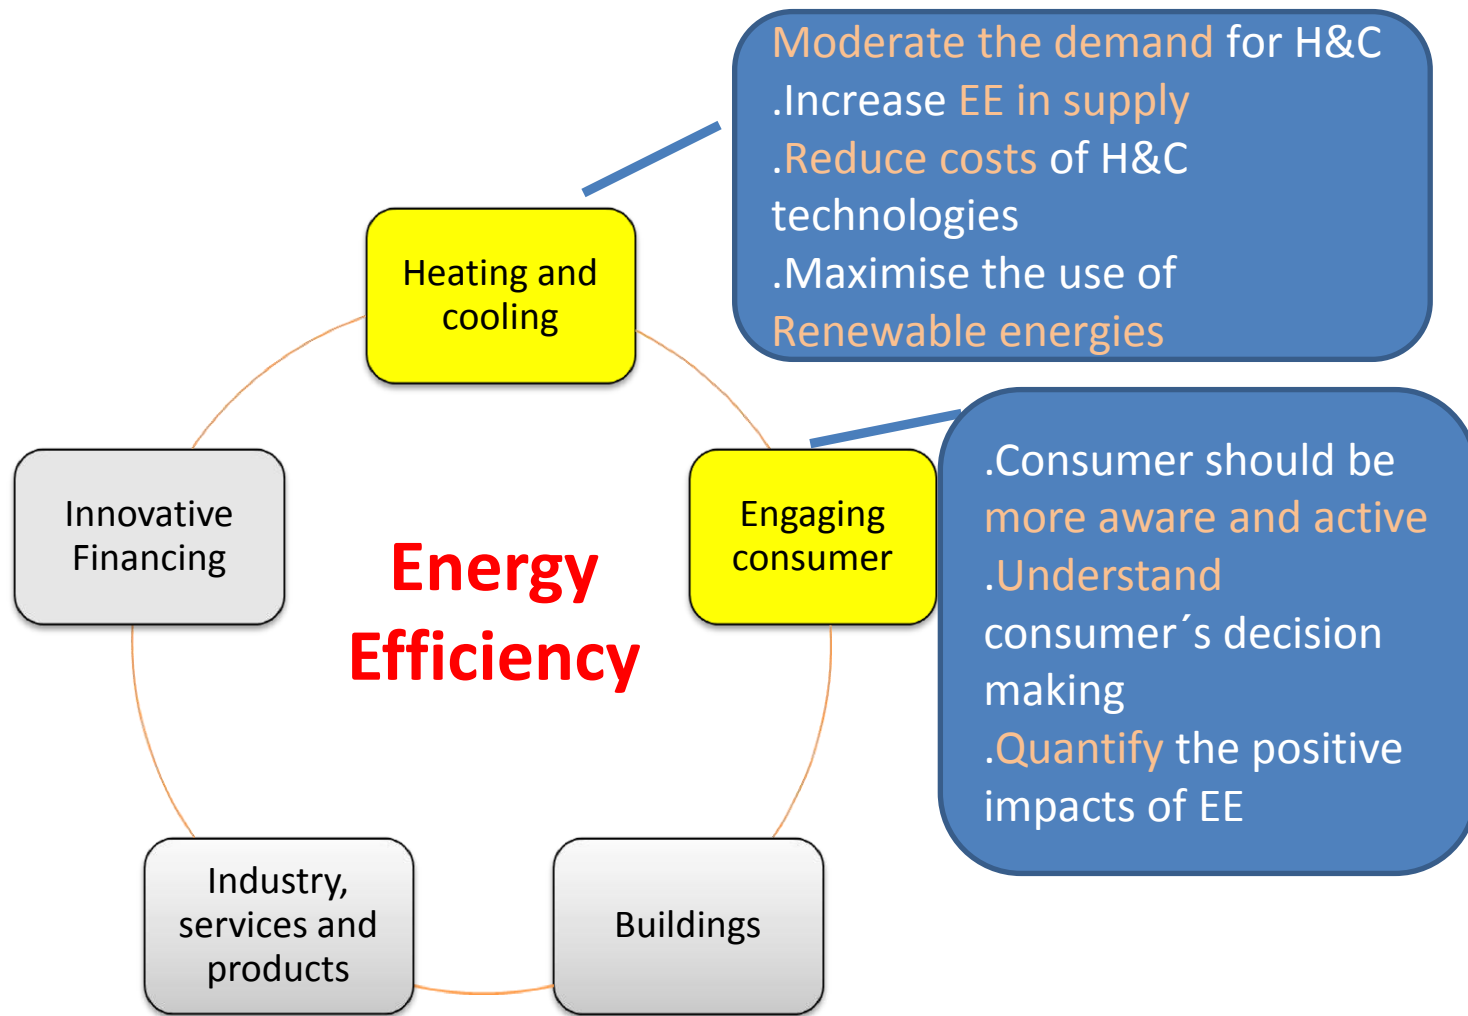 Moderate the demand for H&C
.Increase EE in supply
.Reduce costs of H&C
technologies
.Maximise the use of
Renewable energies
Heating and
cooling
Innovative
Financing
Energy
Efficiency
Engaging
consumer
.Consumer should be
more aware and active
.Understand
consumer´s decision
making
.Quantify the positive
impacts of EE
Industry,
services and
products
Buildings